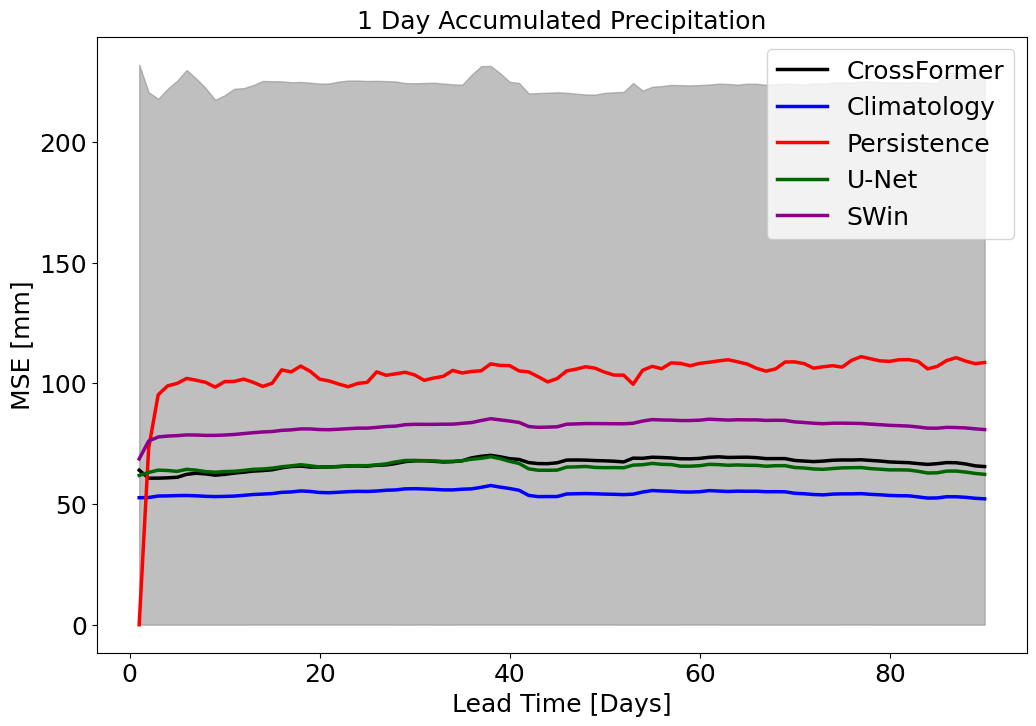 1 Day Accumulated Precipitation
CrossFormer
Climatology
Persistence
U-Net
SWin
MSE [mm]
200
150
100
50
0
0 20 40 60 80
Lead Time [Days]